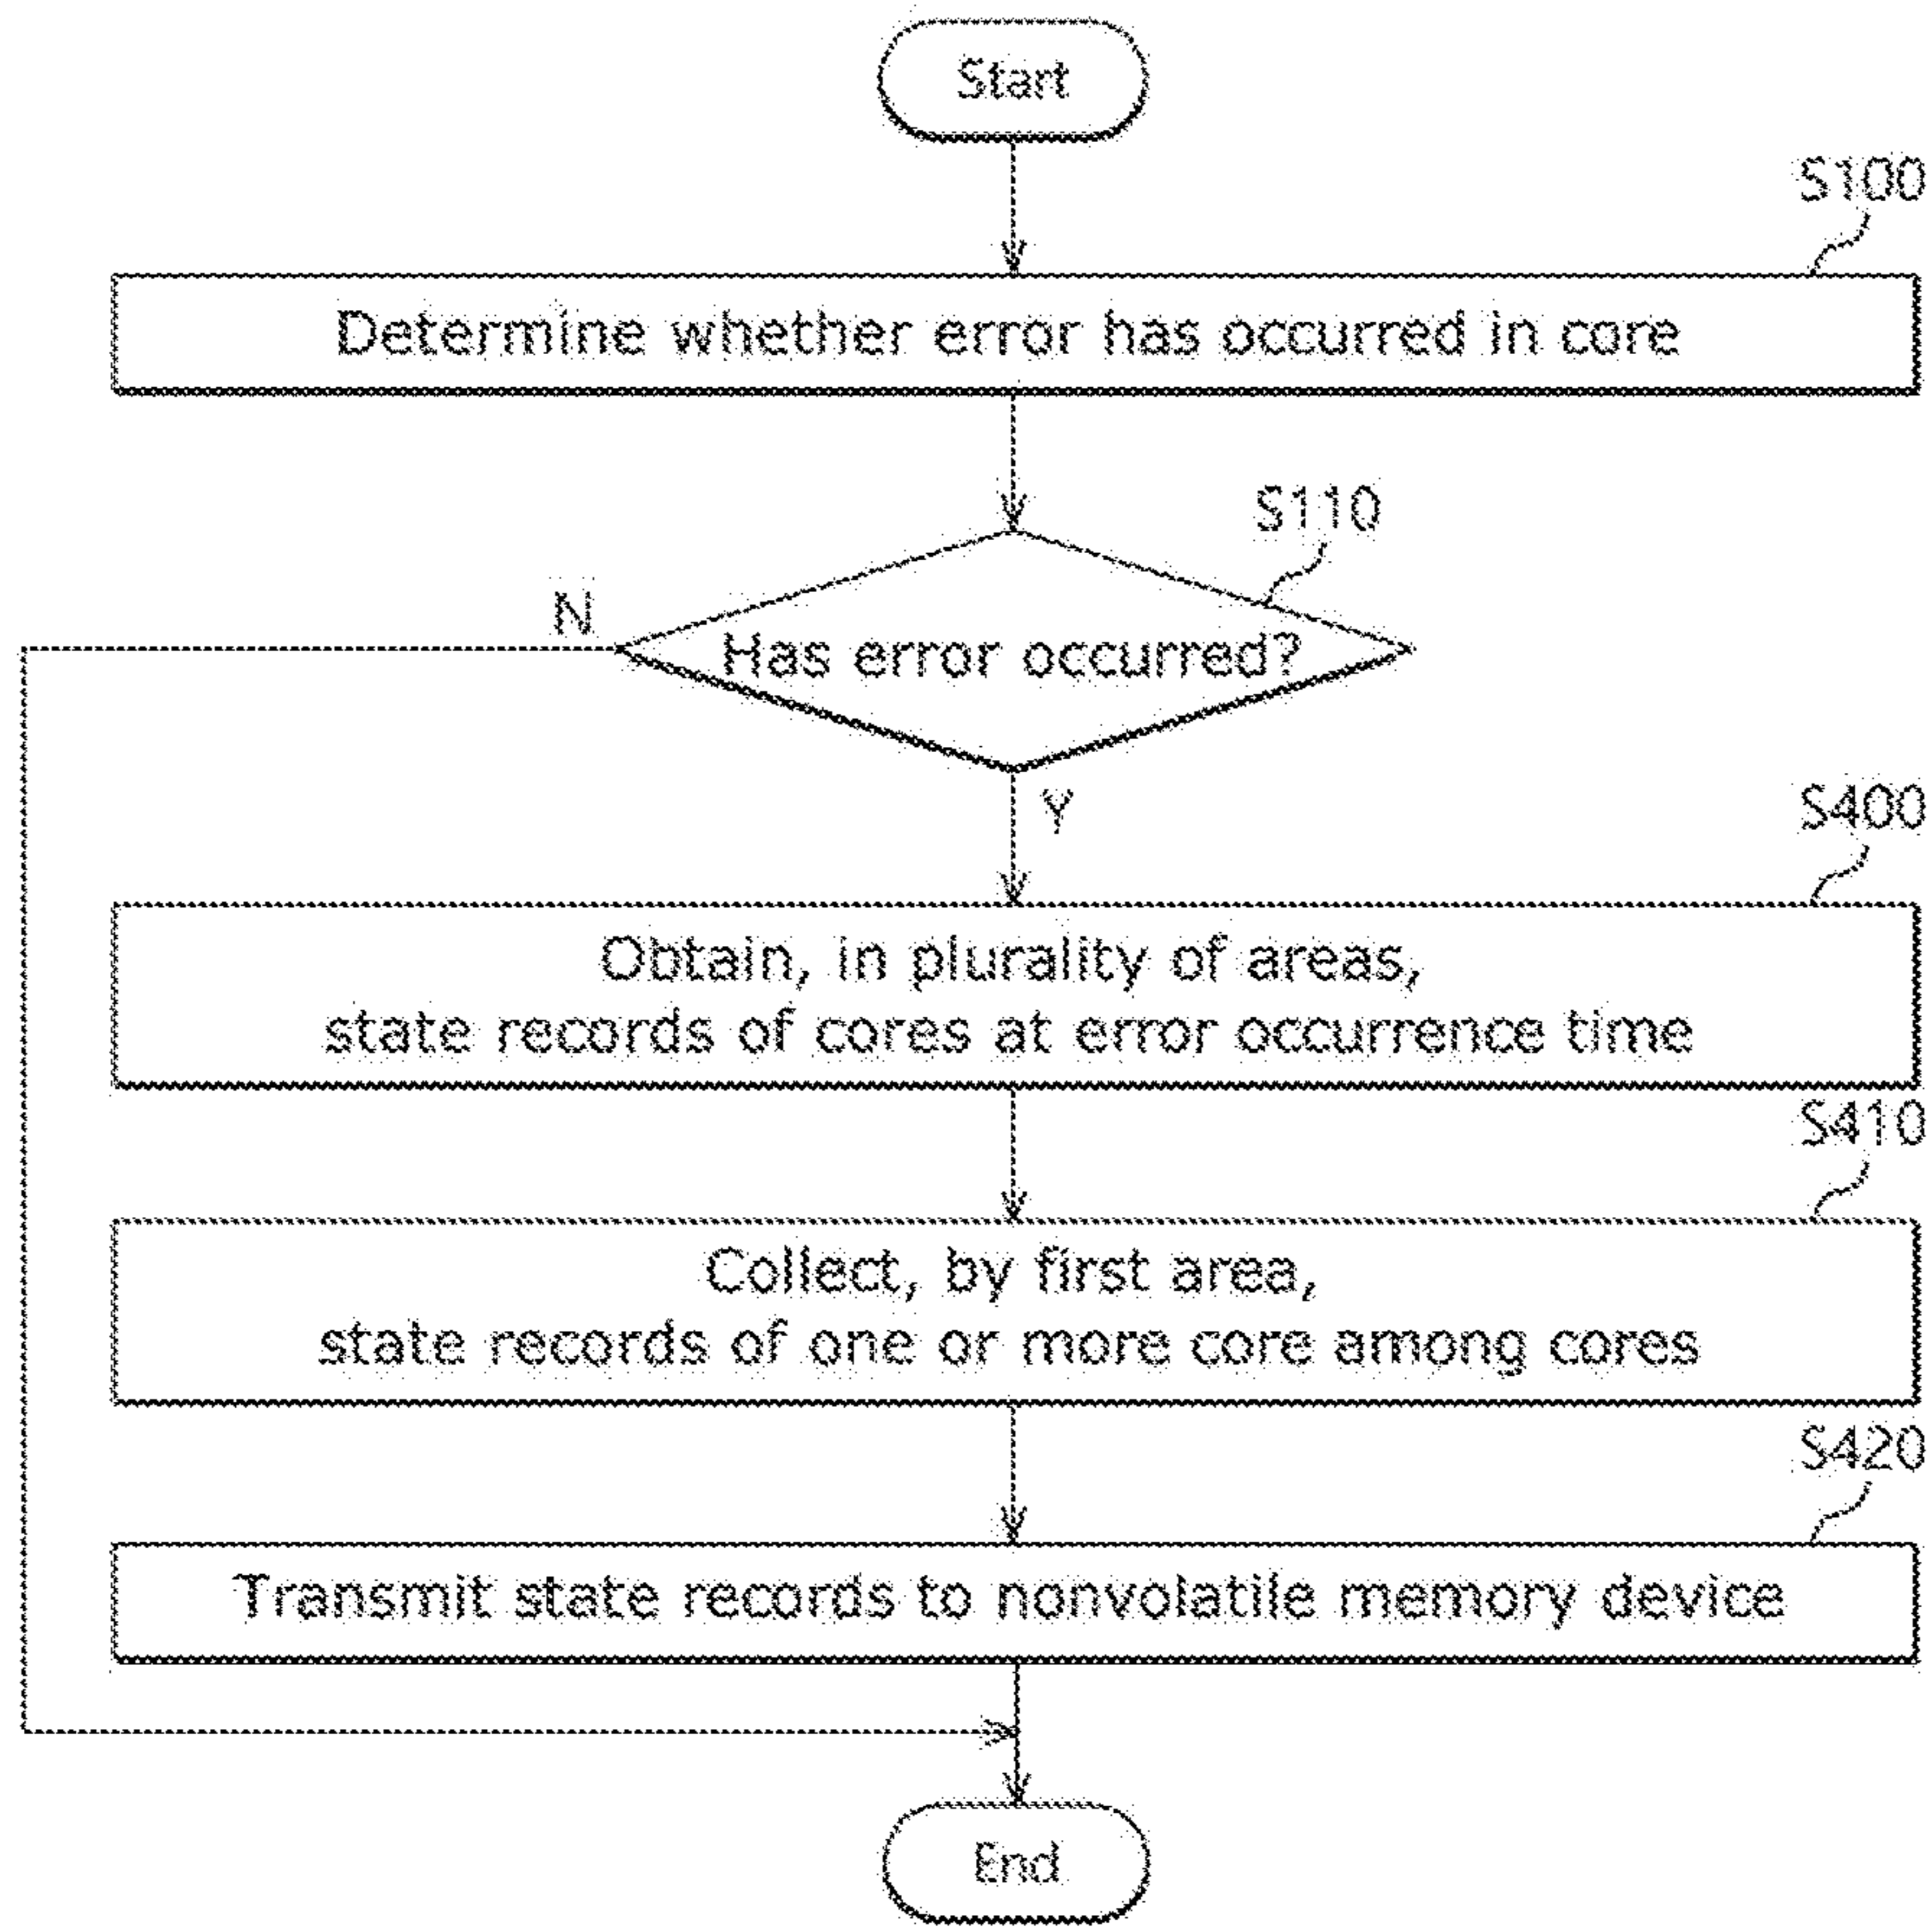 Start
S100
Determine whether error has occurred in core
S110
N
Has error occurred?
Y
S400
Obtain, in plurality of areas,
state records of cores at error occurrence time
S410
Collect, by first area,
state records of one or more core among cores
S420
Transmit state records to nonvolatile memory device
End